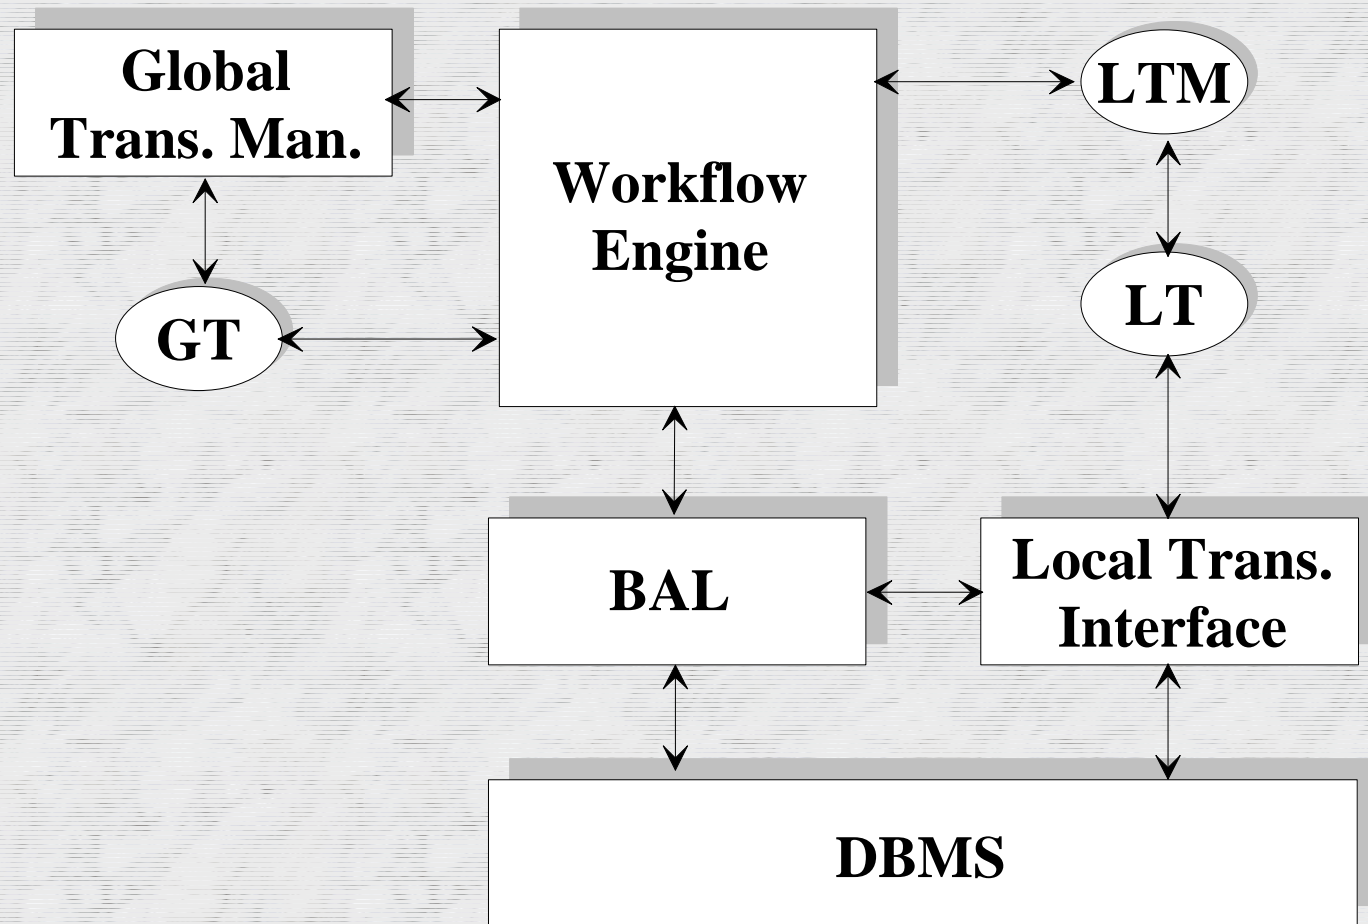 Global
Trans. Man.
Workflow
Engine
LTM
GT
LT
BAL
Local Trans.
Interface
DBMS